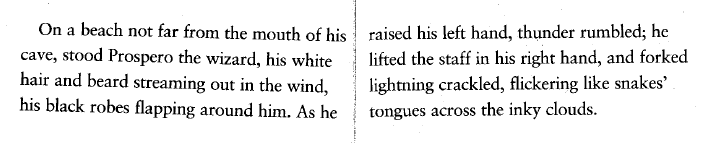 On a beach not far from the mouth of his
cave, stood Prospero the wizard, his white
hair and beard streaming out in the wind,
his black robes flapping around him. As he
raised his left hand, thunder rumbled; he
lifted the staff in his right hand, and forked
lightning crackled, flickering like snakes’
tongues across the inky clouds.